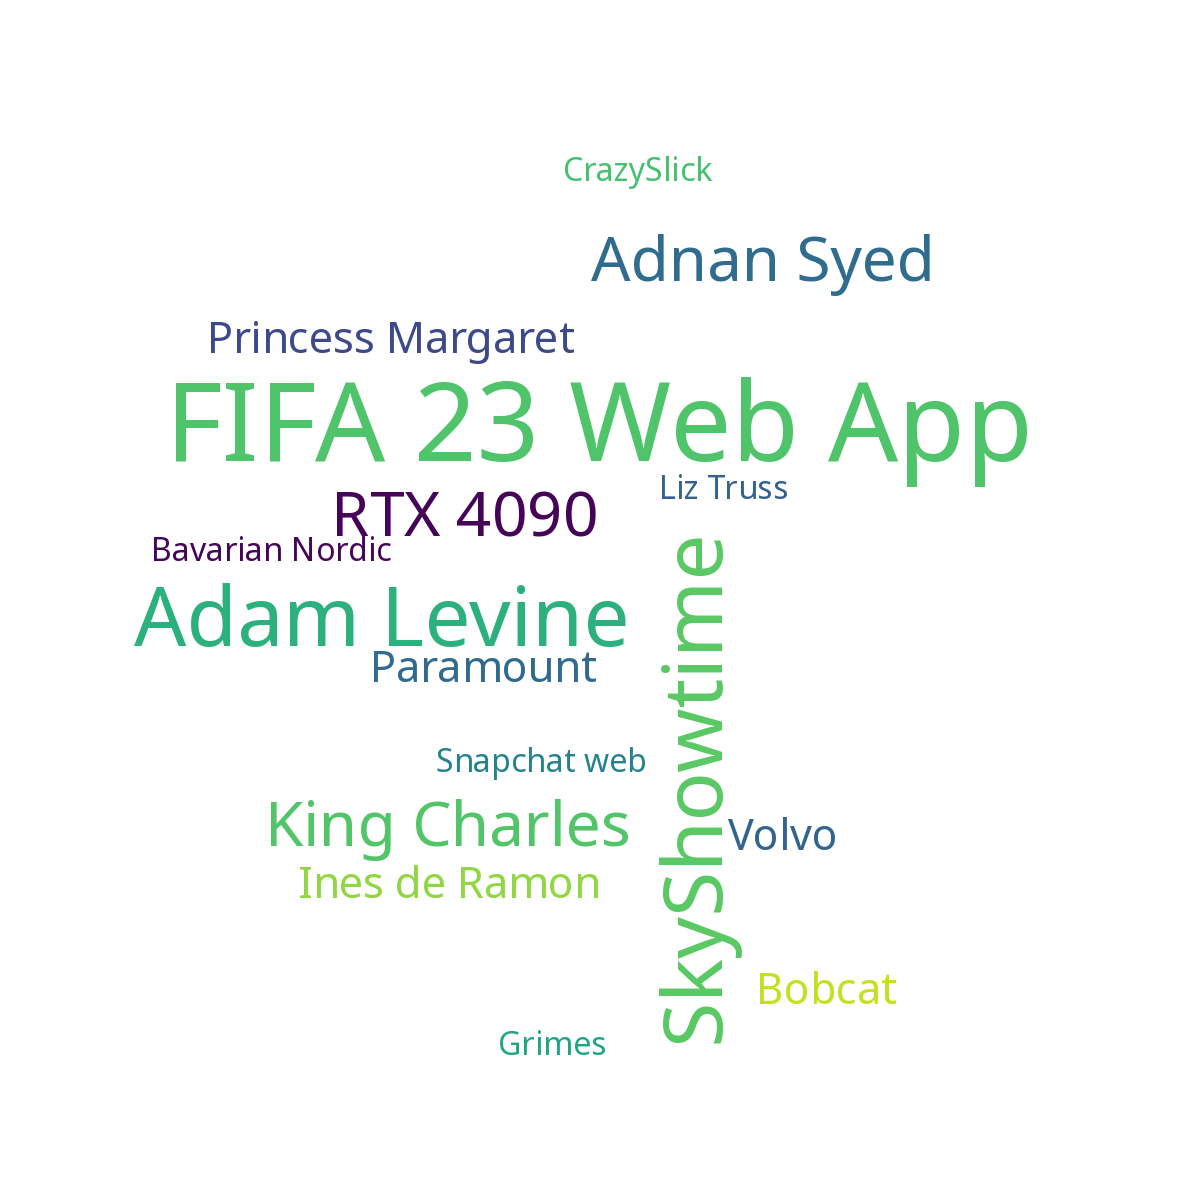 CrazySlick
Adnan Syed
Princess Margaret
FIFA 23 Web App
Liz Truss
RTX 4090
Bavarian Nordic
Adam Levine
Paramount
SkyShowtime
Snapchat web
King Charles
Volvo
Ines de Ramon
Bobcat
Grimes